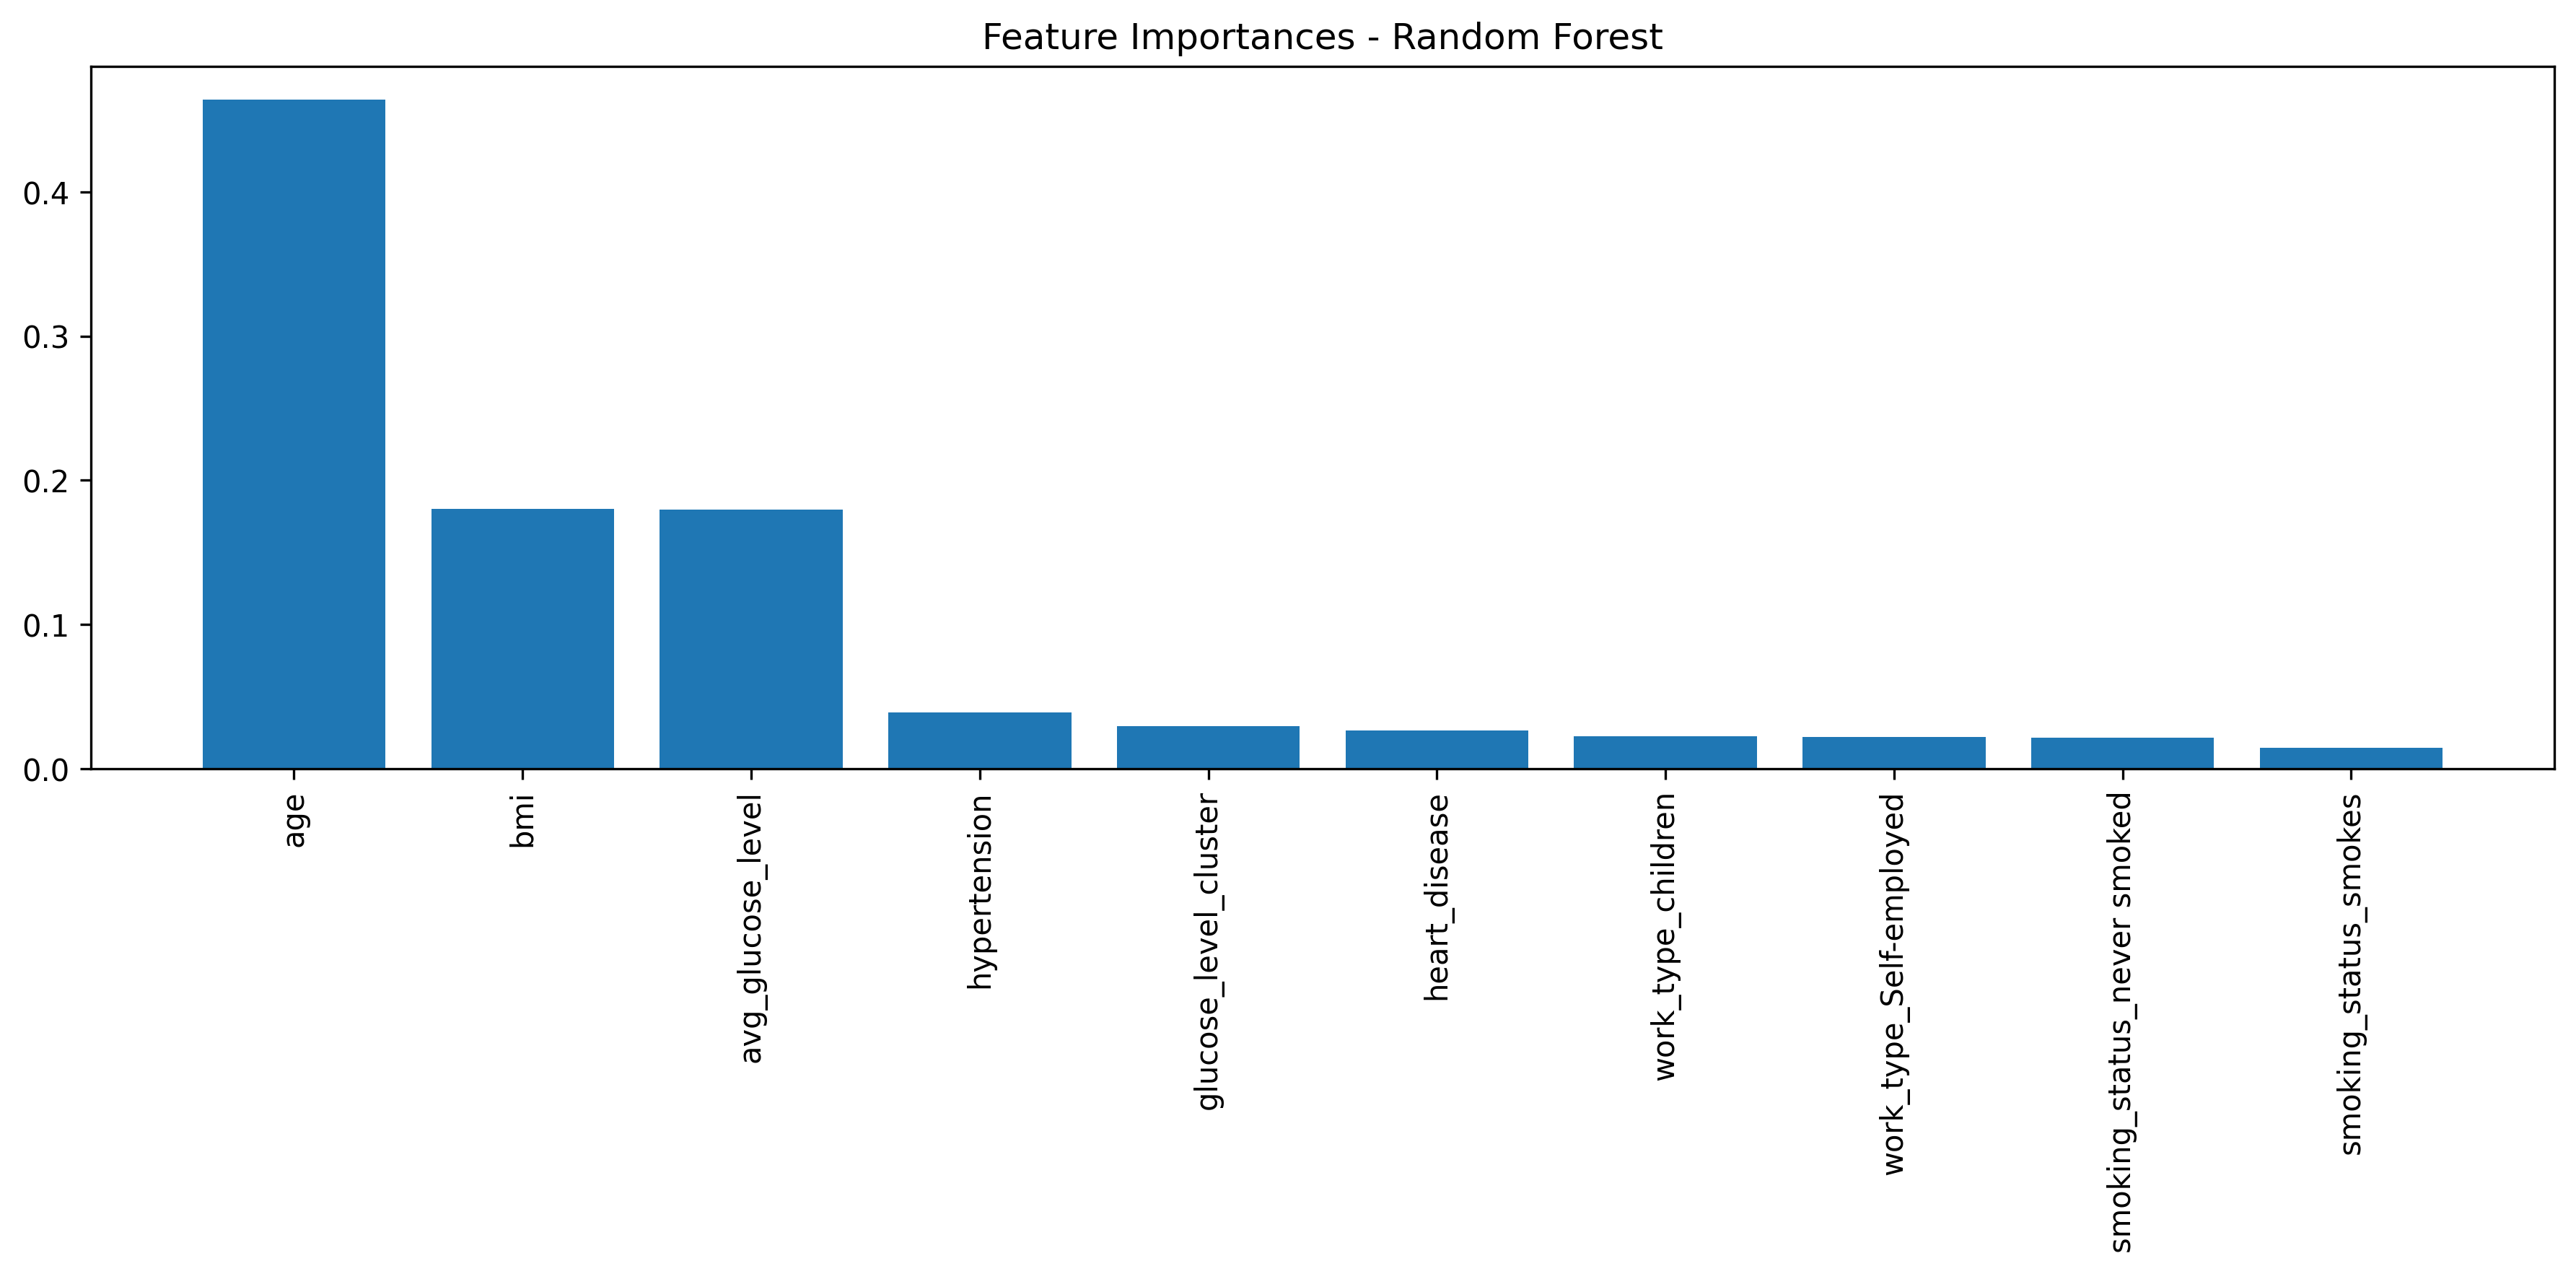 Feature Importances - Random Forest
0.4
0.3
0.2
0.1
0.0
age
bmi
avg_glucose_level
hypertension
glucose_level_cluster
heart_disease
work_type_children
work_type_Self-employed
smoking_status_never smoked
smoking_status_smokes